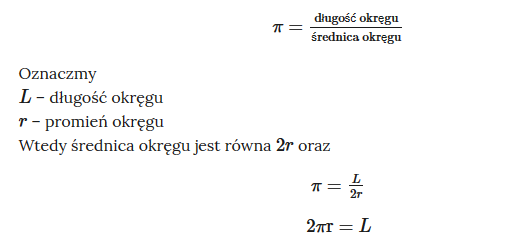 π = długość okręgu / średnica okręgu
Oznaczmy
L – długość okręgu
r – promień okręgu
Wtedy średnica okręgu jest równa 2r oraz
π = L / 2r
2πr = L